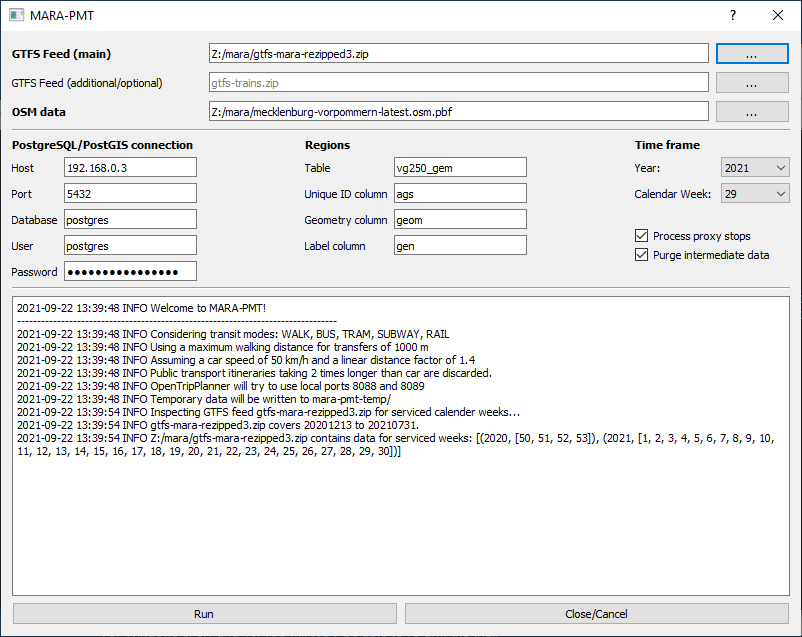 MARA-PMT
?
GTFS Feed (main) Z:/mara/gtfs-mara-rezipped3.zip ...
GTFS Feed (additional/optional) gtfs-trains.zip ...
OSM data Z:/mara/mecklenburg-vorpommern-latest.osm.pbf ...
PostgreSQL/PostGIS connection Regions Time frame
Host 192.168.0.3 Table vg250_gem Year: 2021
Port 5432 Unique ID column ags Calendar Week: 29
Database postgres Geometry column geom
Process proxy stops
User postgres Label column gen
Purge intermediate data
Password ●●●●●●●●●●●●●●●●
2021-09-22 13:39:48 INFO Welcome to MARA-PMT!
--------------------------------------------------------------------------------
2021-09-22 13:39:48 INFO Considering transit modes: WALK, BUS, TRAM, SUBWAY, RAIL
2021-09-22 13:39:48 INFO Using a maximum walking distance for transfers of 1000 m
2021-09-22 13:39:48 INFO Assuming a car speed of 50 km/h and a linear distance factor of 1.4
2021-09-22 13:39:48 INFO Public transport itineraries taking 2 times longer than car are discarded.
2021-09-22 13:39:48 INFO OpenTripPlanner will try to use local ports 8088 and 8089
2021-09-22 13:39:48 INFO Temporary data will be written to mara-pmt-temp/
2021-09-22 13:39:54 INFO Inspecting GTFS feed gtfs-mara-rezipped3.zip for serviced calender weeks...
2021-09-22 13:39:54 INFO gtfs-mara-rezipped3.zip covers 20201213 to 20210731.
2021-09-22 13:39:54 INFO Z:/mara/gtfs-mara-rezipped3.zip contains data for serviced weeks: [(2020, [50, 51, 52, 53]), (2021, [1, 2, 3, 4, 5, 6, 7, 8, 9, 10,
11, 12, 13, 14, 15, 16, 17, 18, 19, 20, 21, 22, 23, 24, 25, 26, 27, 28, 29, 30])]
Run Close/Cancel